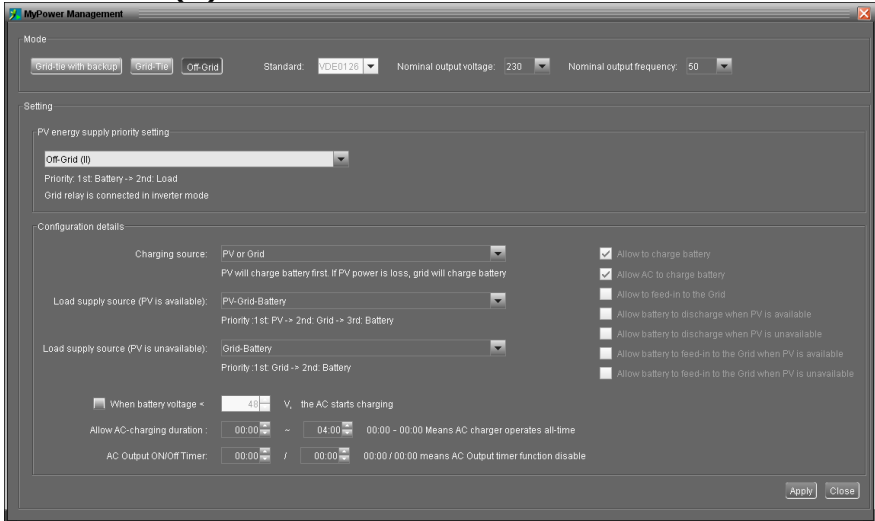 MyPower Management
Mode
Grid-tie with backup Grid-Tie Off-Grid Standard: VDE0126 Nominal output voltage: 230 Nominal output frequency: 50
Setting
PV energy supply priority setting
Off-Grid (II)
Priority: 1st: Battery -> 2nd: Load
Grid relay is connected in inverter mode
Configuration details
Charging source: PV or Grid
PV will charge battery first. If PV power is loss, grid will charge battery
Load supply source (PV is available): PV-Grid-Battery
Priority :1st: PV -> 2nd: Grid -> 3rd: Battery
Load supply source (PV is unavailable): Grid-Battery
Priority :1st: Grid -> 2nd: Battery
Allow to charge battery
Allow AC to charge battery
Allow to feed-in to the Grid
Allow battery to discharge when PV is available
Allow battery to discharge when PV is unavailable
Allow battery to feed-in to the Grid when PV is available
Allow battery to feed-in to the Grid when PV is unavailable
When battery voltage < 48 V, the AC starts charging
Allow AC-charging duration : 00:00 ~ 04:00 00:00 - 00:00 Means AC charger operates all-time
AC Output ON/Off Timer: 00:00 / 00:00 00:00 / 00:00 means AC Output timer function disable
Apply Close